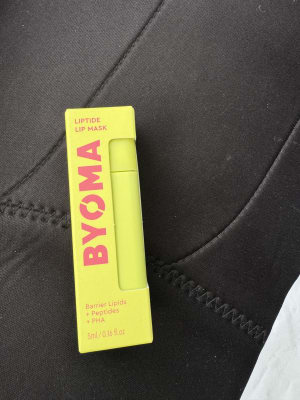 LIPTIDE
LIP MASK
BYOMA
Barrier Lipids
+ Peptides
+ PHA
5ml / 0.16 fl.oz